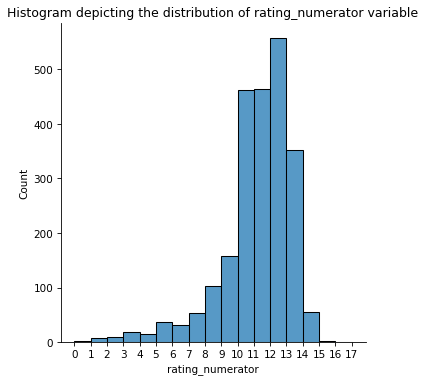 Histogram depicting the distribution of rating_numerator variable
500
400
300
200
100
0
Count
0 1 2 3 4 5 6 7 8 9 10 11 12 13 14 15 16 17
rating_numerator